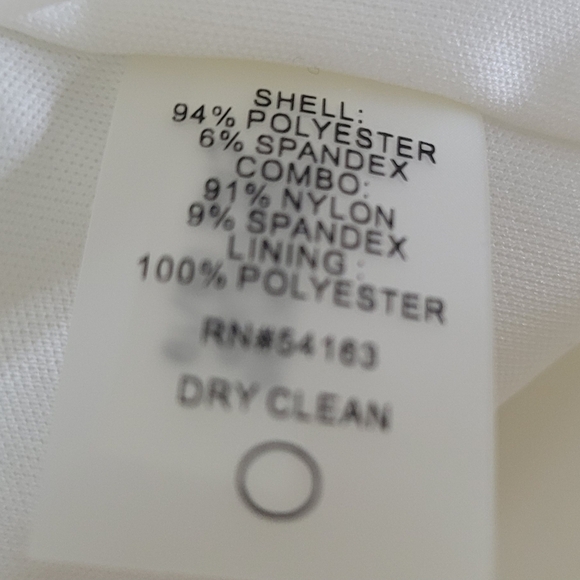 SHELL:
94% POLYESTER
6% SPANDEX
COMBO:
91% NYLON
9% SPANDEX
LINING :
100% POLYESTER
RN#54163
DRY CLEAN